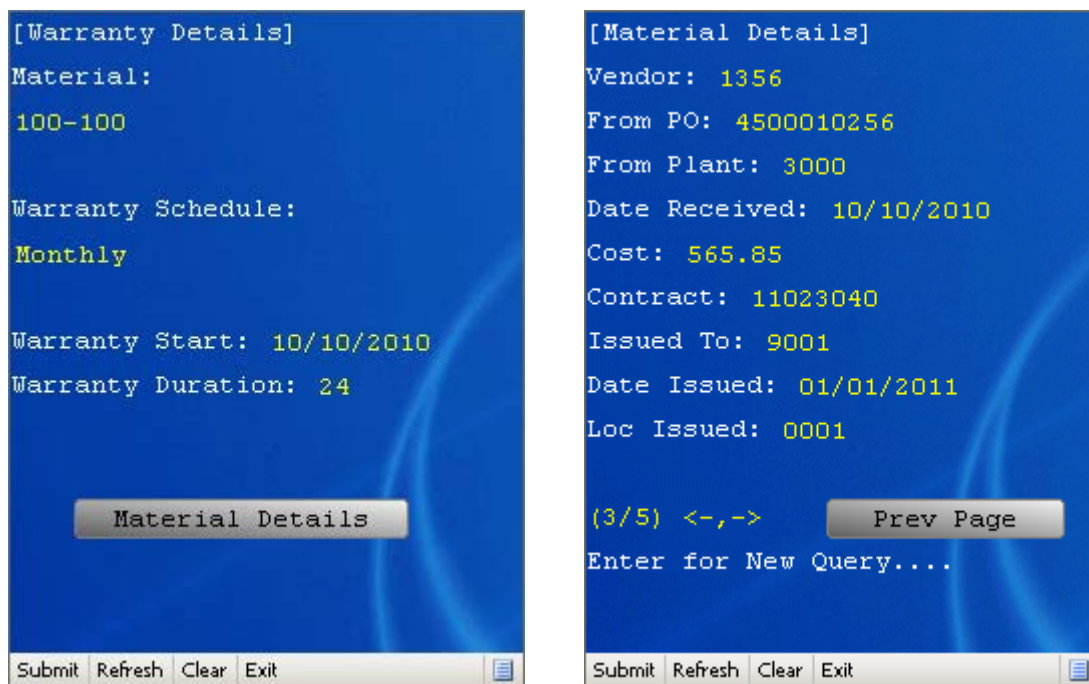 [Warranty Details]
Material:
100-100
Warranty Schedule:
Monthly
Warranty Start: 10/10/2010
Warranty Duration: 24
Material Details
Submit Refresh Clear Exit
[Material Details]
Vendor: 1356
From PO: 4500010256
From Plant: 3000
Date Received: 10/10/2010
Cost: 565.85
Contract: 11023040
Issued To: 9001
Date Issued: 01/01/2011
Loc Issued: 0001
(3/5) <-,-> Prev Page
Enter for New Query....
Submit Refresh Clear Exit